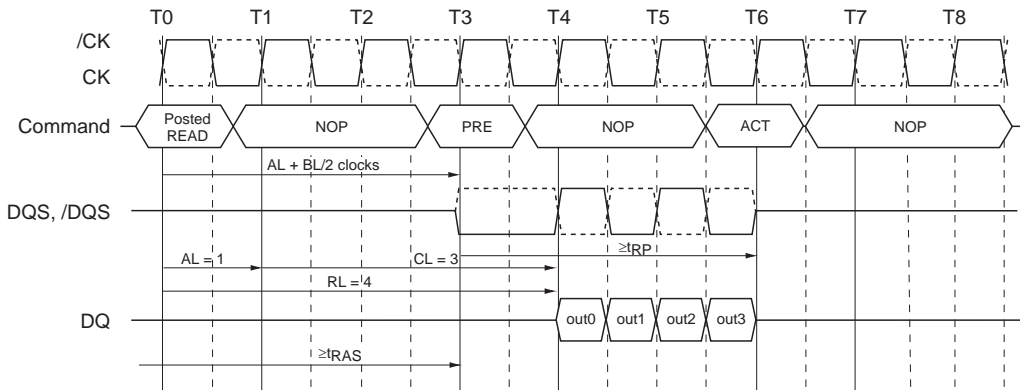 T0 T1 T2 T3 T4 T5 T6 T7 T8
/CK
CK
Command Posted READ NOP PRE NOP ACT NOP
AL + BL/2 clocks
DQS, /DQS
≥tRP
AL = 1 CL = 3
RL = 4
DQ out0 out1 out2 out3
≥tRAS